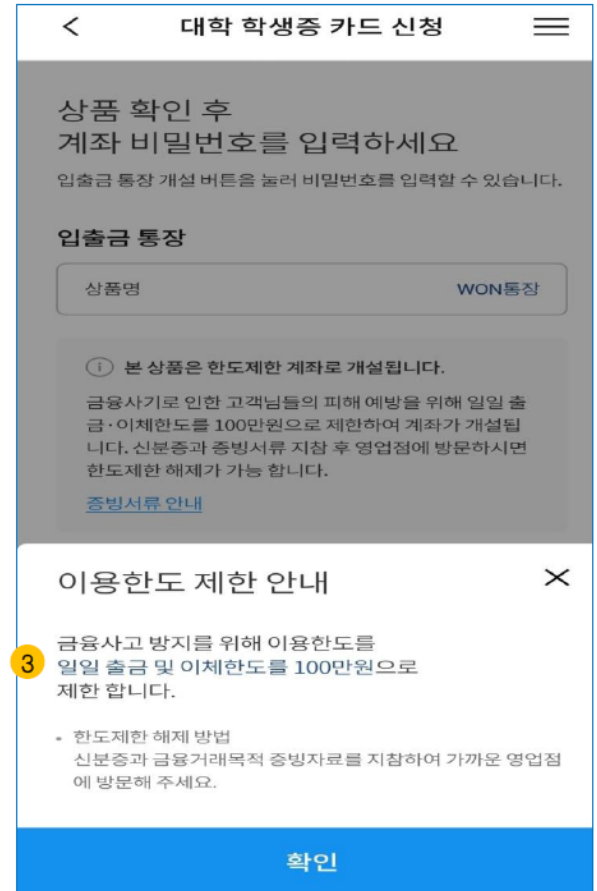 대학 학생증 카드 신청
상품 확인 후
계좌 비밀번호를 입력하세요
입출금 통장 개설 버튼을 눌러 비밀번호를 입력할 수 있습니다.
입출금 통장
상품명 WON통장
본 상품은 한도제한 계좌로 개설됩니다.
금융사기로 인한 고객님들의 피해 예방을 위해 일일 출
금·이체한도를 100만원으로 제한하여 계좌가 개설됩
니다. 신분증과 증빙서류 지참 후 영업점에 방문하시면
한도제한 해제가 가능 합니다.
증빙서류 안내
이용한도 제한 안내
금융사고 방지를 위해 이용한도를
3 일일 출금 및 이체한도를 100만원으로
제한 합니다.
• 한도제한 해제 방법
신분증과 금융거래목적 증빙자료를 지참하여 가까운 영업점
에 방문해 주세요.
확인